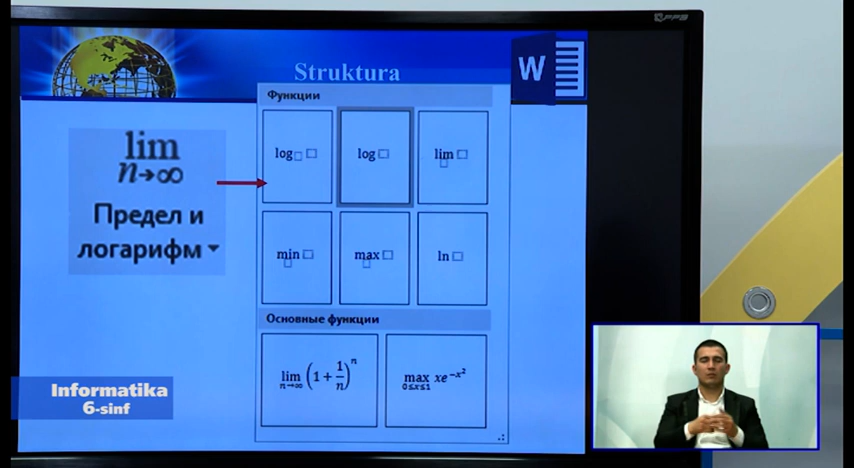 Struktura
W
lim
n→∞
Предел и
логарифм
Функции
log□ □ log □ lim □
min □ max □ ln □
Основные функции
lim n→∞ (1 + 1/n)^n
max 0≤x≤1 xe^−x^2
Informatika
6-sinf